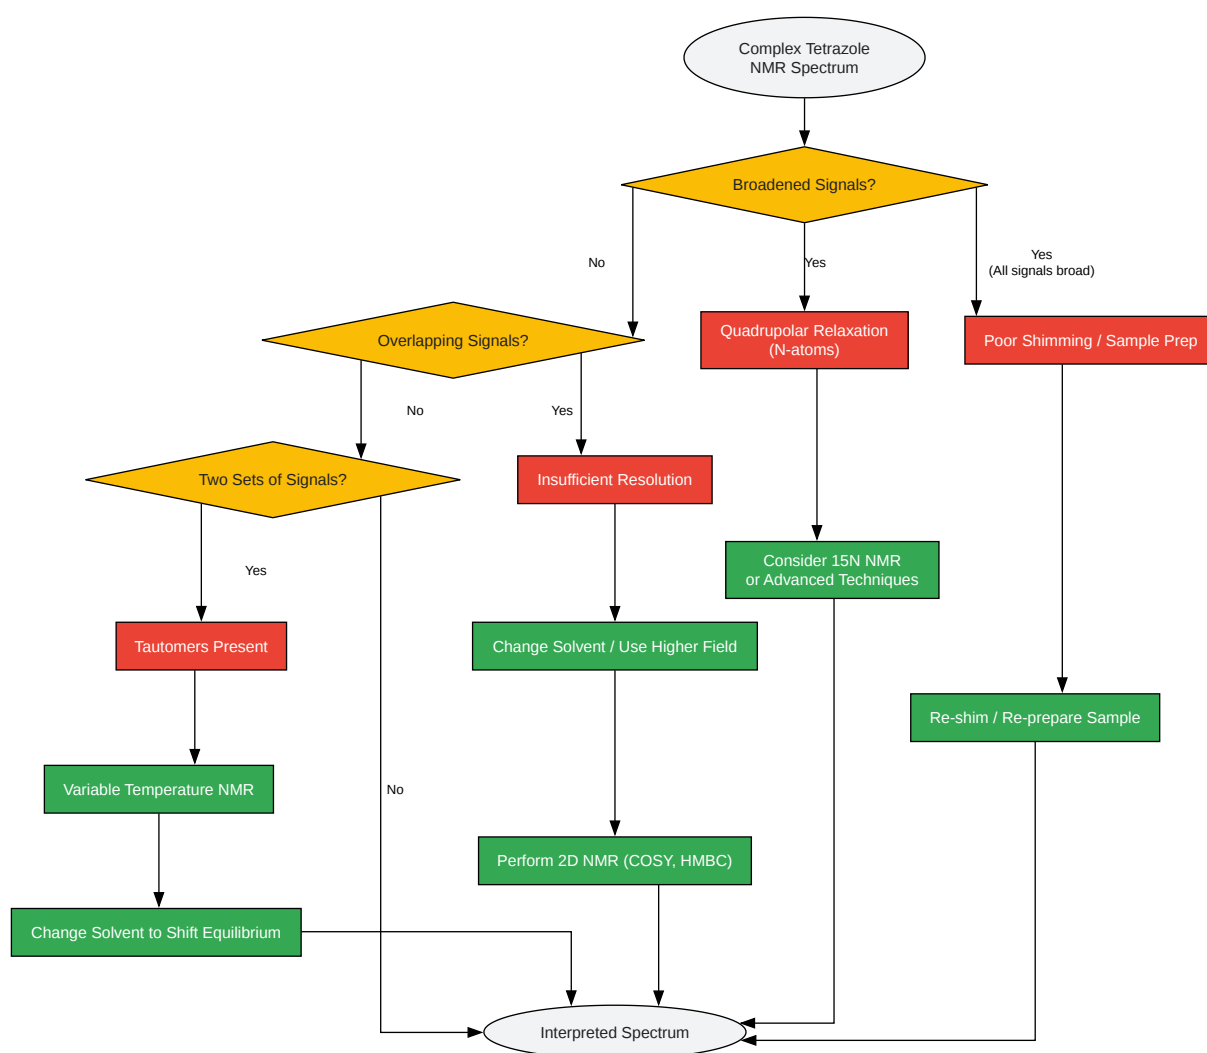 Complex Tetrazole
NMR Spectrum
Broadened Signals?
No
Yes
Yes
(All signals broad)
Overlapping Signals?
Quadrupolar Relaxation
(N-atoms)
Poor Shimming / Sample Prep
No
Yes
Two Sets of Signals?
Insufficient Resolution
Consider 15N NMR
or Advanced Techniques
Yes
Tautomers Present
Change Solvent / Use Higher Field
Re-shim / Re-prepare Sample
Variable Temperature NMR
No
Perform 2D NMR (COSY, HMBC)
Change Solvent to Shift Equilibrium
Interpreted Spectrum